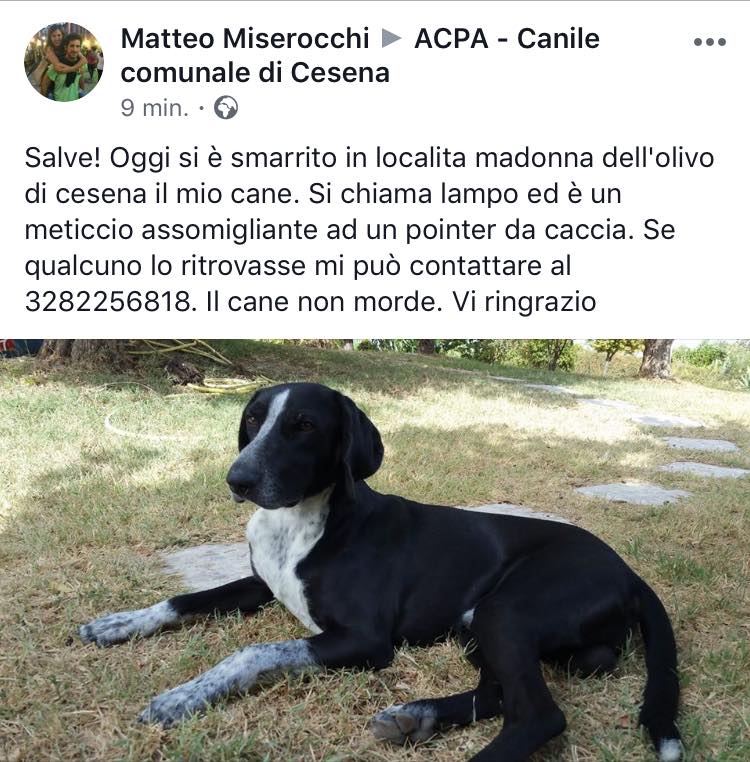 Matteo Miserocchi ▶ ACPA - Canile
comunale di Cesena
9 min. ·
Salve! Oggi si è smarrito in localita madonna dell'olivo
di cesena il mio cane. Si chiama lampo ed è un
meticcio assomigliante ad un pointer da caccia. Se
qualcuno lo ritrovasse mi può contattare al
3282256818. Il cane non morde. Vi ringrazio